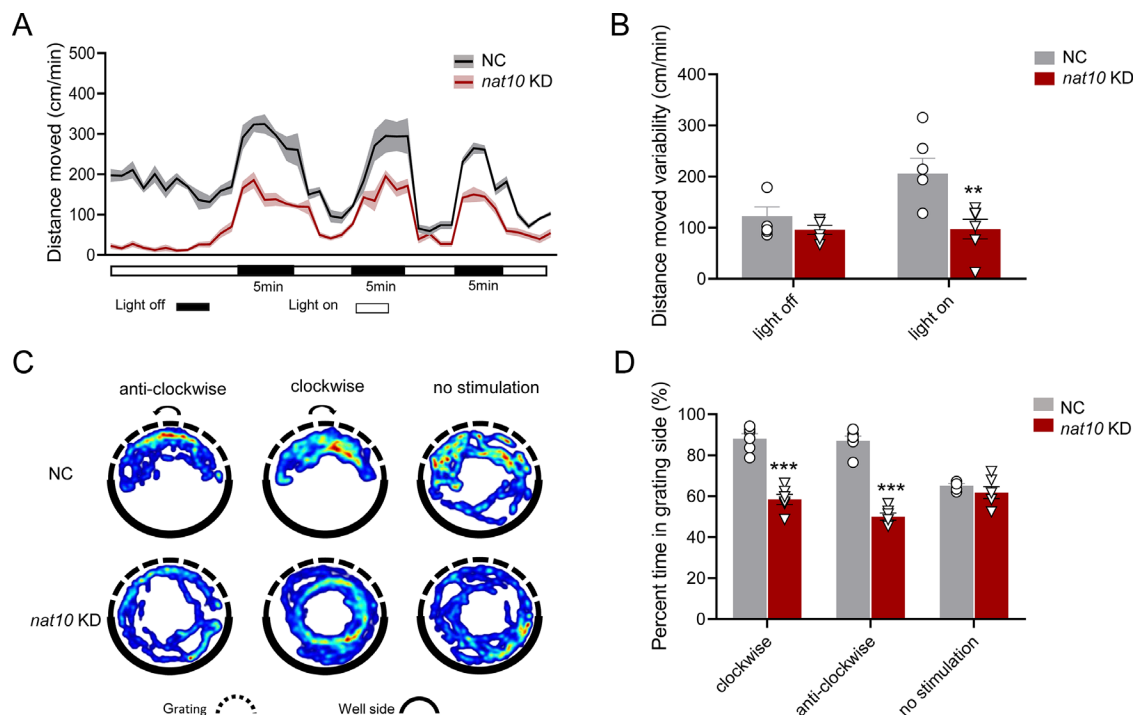 A
Distance moved (cm/min)
500
400
300
200
100
0
NC
nat10 KD
5min 5min 5min
Light off Light on
B
Distance moved variability (cm/min)
400
300
200
100
0
NC
nat10 KD
**
light off
light on
C
anti-clockwise clockwise no stimulation
NC
nat10 KD
Grating Well side
D
Percent time in grating side (%)
100
80
60
40
20
0
NC
nat10 KD
***
***
clockwise
anti-clockwise
no stimulation